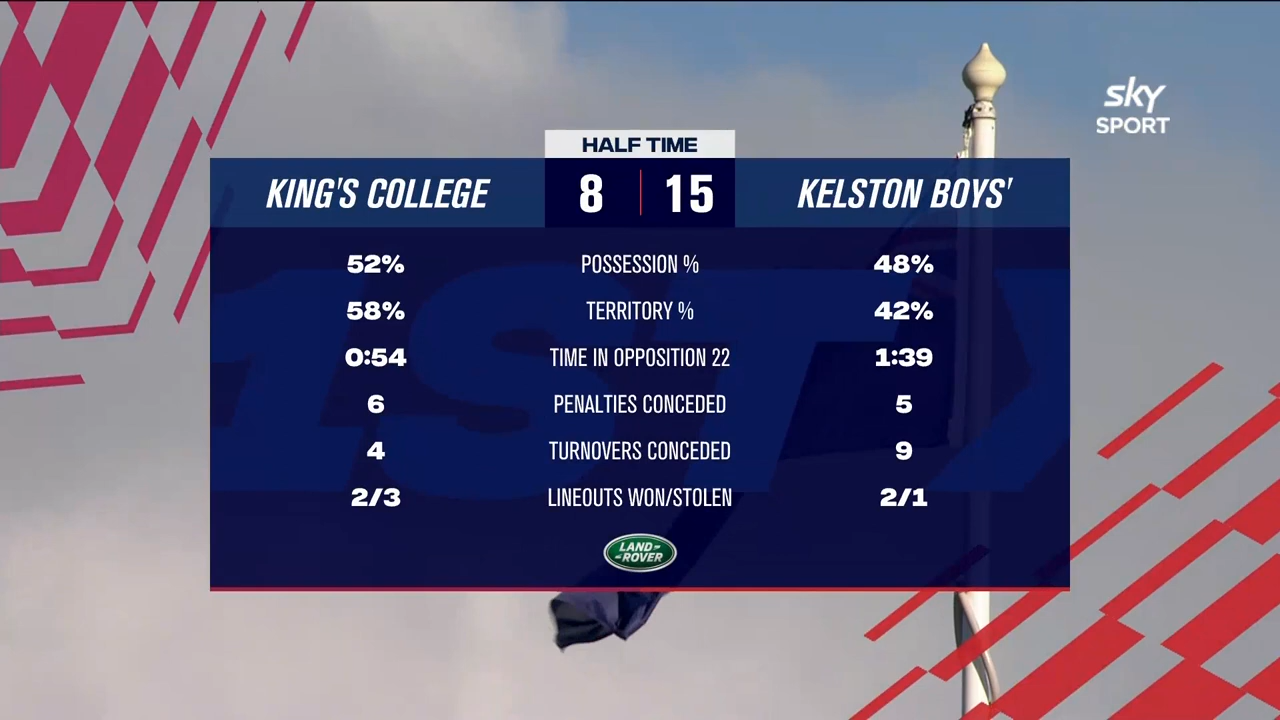 sky
SPORT
HALF TIME
KING'S COLLEGE 8 15 KELSTON BOYS'
52% POSSESSION % 48%
58% TERRITORY % 42%
0:54 TIME IN OPPOSITION 22 1:39
6 PENALTIES CONCEDED 5
4 TURNOVERS CONCEDED 9
2/3 LINEOUTS WON/STOLEN 2/1
LAND-
-ROVER
1ST